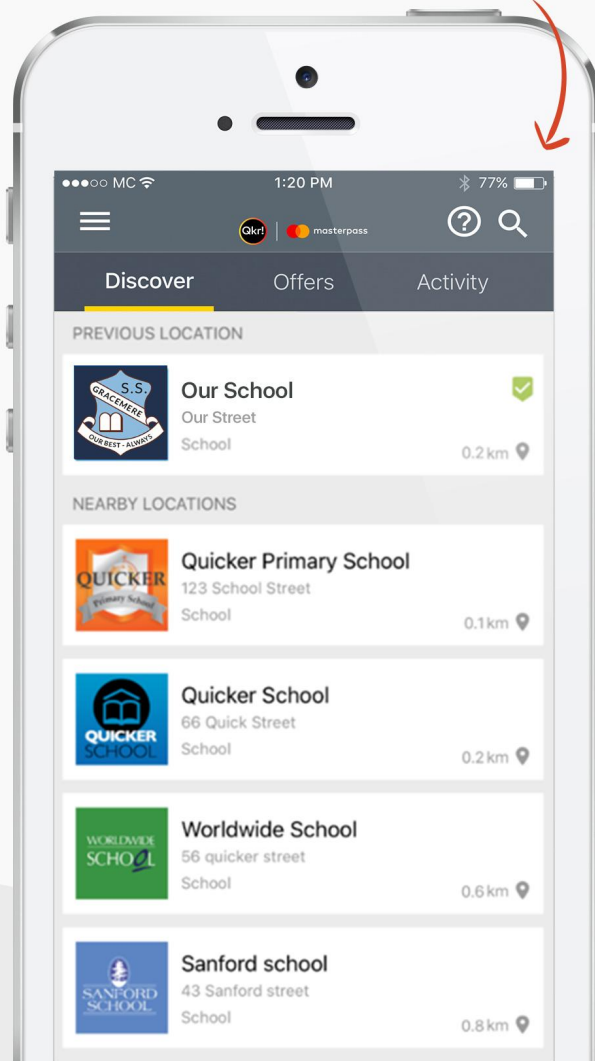 MC
1:20 PM
77%
Qkr! masterpass
Discover
Offers
Activity
PREVIOUS LOCATION
S.S.
GRACEMERE
OUR BEST - ALWAYS
Our School
Our Street
School
0.2 km
NEARBY LOCATIONS
QUICKER
Primary School
Quicker Primary School
123 School Street
School
0.1 km
QUICKER
SCHOOL
Quicker School
66 Quick Street
School
0.2 km
WORLDWIDE
SCHOOL
Worldwide School
56 quicker street
School
0.6 km
SANFORD
SCHOOL
Sanford school
43 Sanford street
School
0.8 km